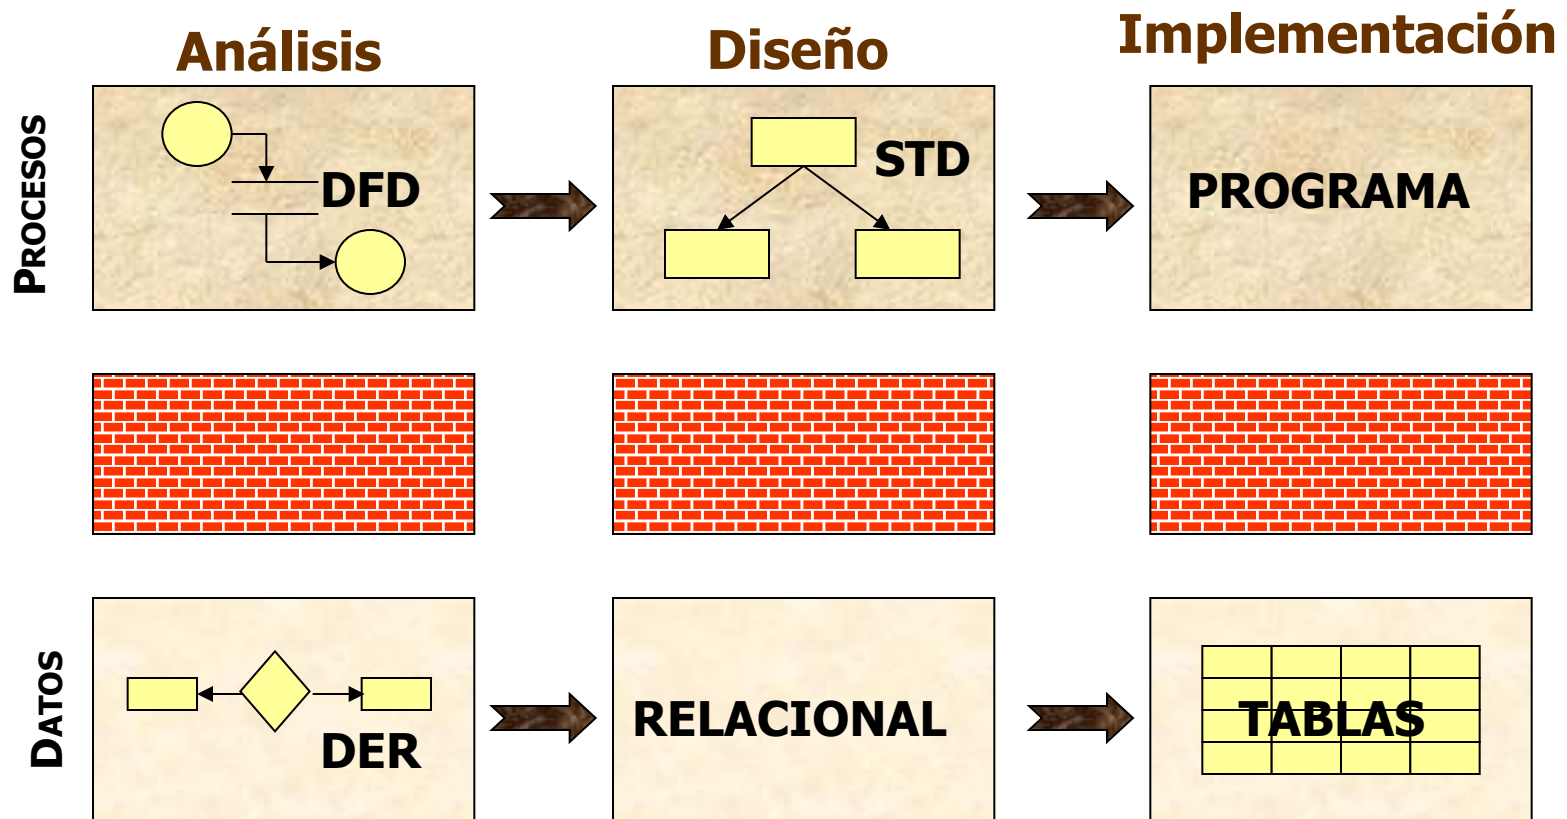 Análisis
Diseño
Implementación
PROCESOS
DFD
STD
PROGRAMA
DATOS
DER
RELACIONAL
TABLAS